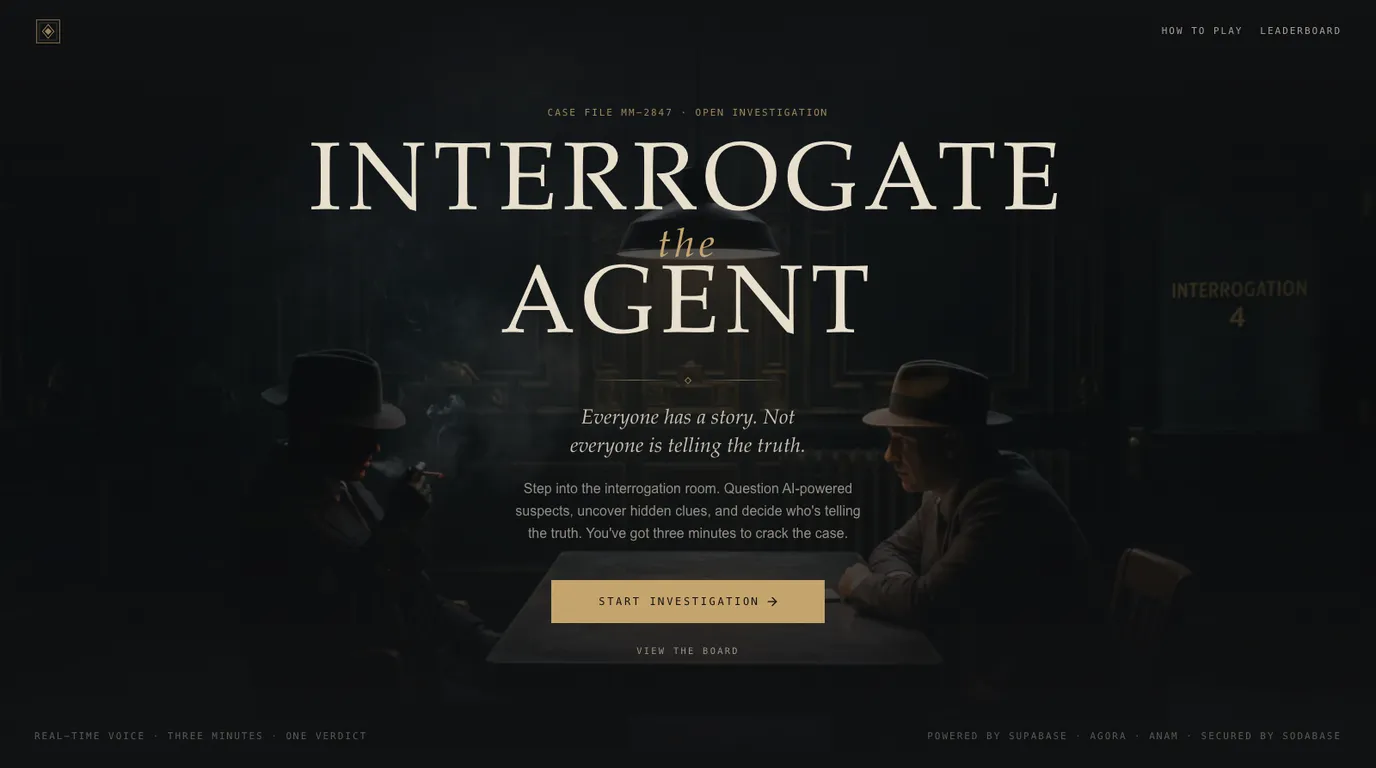 HOW TO PLAY LEADERBOARD
CASE FILE MM-2847 · OPEN INVESTIGATION
INTERROGATE
the
AGENT
INTERROGATION
4
Everyone has a story. Not
everyone is telling the truth.
Step into the interrogation room. Question AI-powered
suspects, uncover hidden clues, and decide who's telling
the truth. You've got three minutes to crack the case.
START INVESTIGATION →
VIEW THE BOARD
REAL-TIME VOICE · THREE MINUTES · ONE VERDICT
POWERED BY SUPABASE · AGORA · ANAM · SECURED BY SODABASE